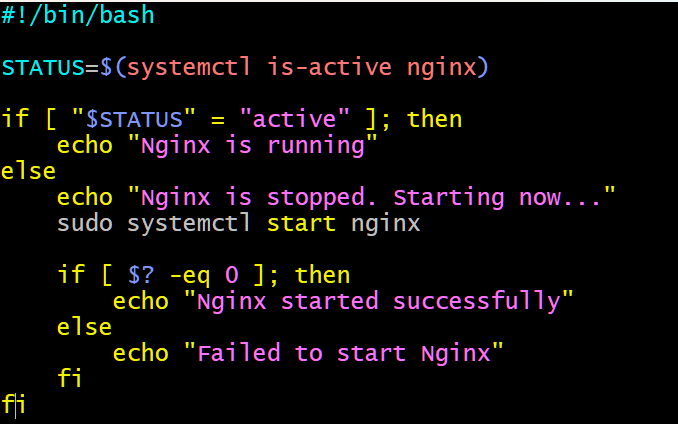 #!/bin/bash

STATUS=$(systemctl is-active nginx)

if [ "$STATUS" = "active" ]; then
    echo "Nginx is running"
else
    echo "Nginx is stopped. Starting now..."
    sudo systemctl start nginx

    if [ $? -eq 0 ]; then
        echo "Nginx started successfully"
    else
        echo "Failed to start Nginx"
    fi
fi